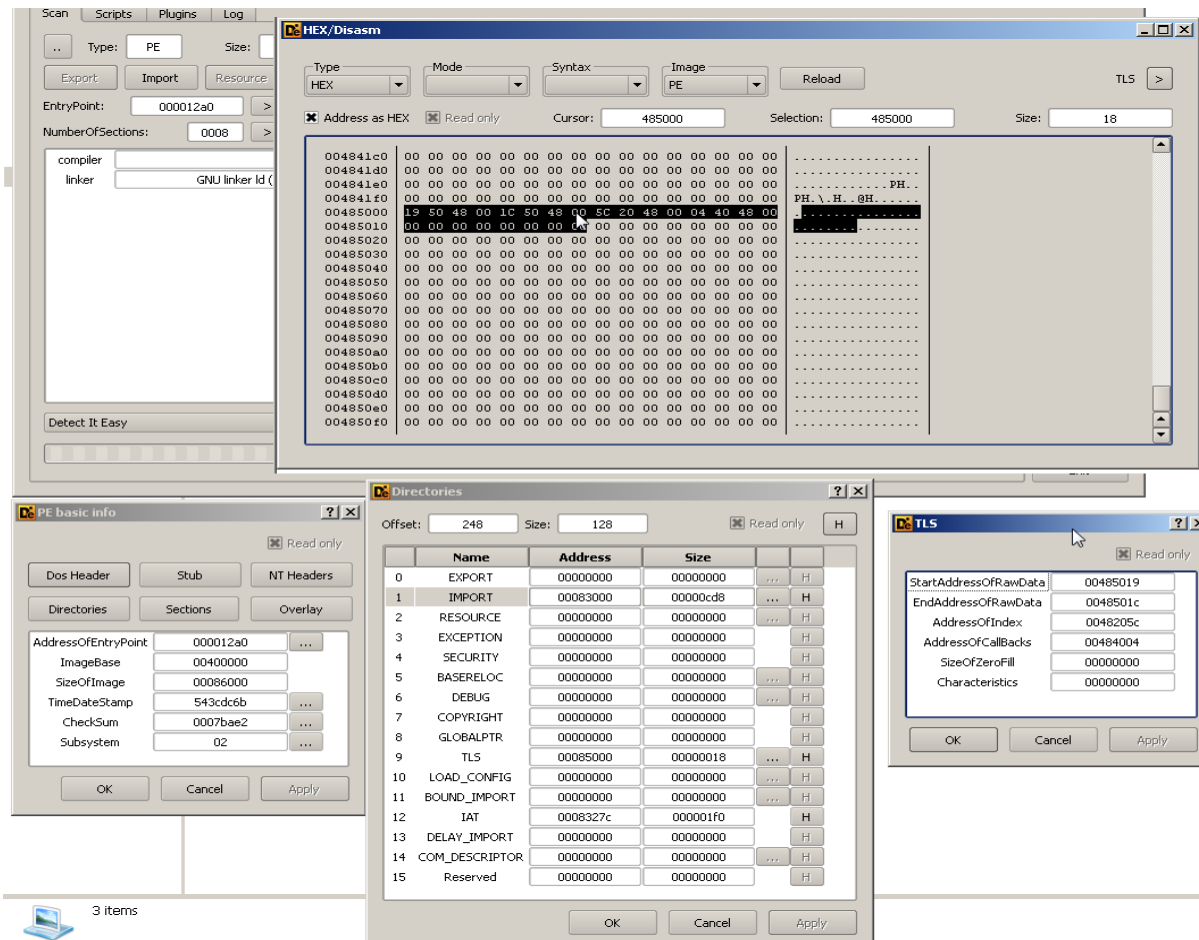 Scan Scripts Plugins Log
.. Type: PE Size:
Export Import Resource
EntryPoint: 000012a0 >
NumberOfSections: 0008 >
compiler
linker GNU linker ld (
Detect It Easy
HEX/Disasm
Type Mode Syntax Image
HEX PE Reload TLS >
Address as HEX Read only Cursor: 485000 Selection: 485000 Size: 18
004841c0 00 00 00 00 00 00 00 00 00 00 00 00 00 00 00 00 ................
004841d0 00 00 00 00 00 00 00 00 00 00 00 00 00 00 00 00 ................
004841e0 00 00 00 00 00 00 00 00 00 00 00 00 00 00 00 00 .............PH..
004841f0 00 00 00 00 00 00 00 00 00 00 00 00 00 00 00 00 PH.\.H..@H......
00485000 19 50 48 00 1C 50 48 00 5C 20 48 00 04 40 48 00 ................
00485010 00 00 00 00 00 00 00 00 00 00 00 00 00 00 00 00 ................
00485020 00 00 00 00 00 00 00 00 00 00 00 00 00 00 00 00 ................
00485030 00 00 00 00 00 00 00 00 00 00 00 00 00 00 00 00 ................
00485040 00 00 00 00 00 00 00 00 00 00 00 00 00 00 00 00 ................
00485050 00 00 00 00 00 00 00 00 00 00 00 00 00 00 00 00 ................
00485060 00 00 00 00 00 00 00 00 00 00 00 00 00 00 00 00 ................
00485070 00 00 00 00 00 00 00 00 00 00 00 00 00 00 00 00 ................
00485080 00 00 00 00 00 00 00 00 00 00 00 00 00 00 00 00 ................
00485090 00 00 00 00 00 00 00 00 00 00 00 00 00 00 00 00 ................
004850a0 00 00 00 00 00 00 00 00 00 00 00 00 00 00 00 00 ................
004850b0 00 00 00 00 00 00 00 00 00 00 00 00 00 00 00 00 ................
004850c0 00 00 00 00 00 00 00 00 00 00 00 00 00 00 00 00 ................
004850d0 00 00 00 00 00 00 00 00 00 00 00 00 00 00 00 00 ................
004850e0 00 00 00 00 00 00 00 00 00 00 00 00 00 00 00 00 ................
004850f0 00 00 00 00 00 00 00 00 00 00 00 00 00 00 00 00 ................
PE basic info
Read only
Dos Header Stub NT Headers
Directories Sections Overlay
AddressOfEntryPoint 000012a0 ...
ImageBase 00400000
SizeOfImage 00086000
TimeDateStamp 543cdc6b ...
CheckSum 0007bae2 ...
Subsystem 02 ...
OK Cancel Apply
Directories
Offset: 248 Size: 128 Read only H
Name Address Size
0 EXPORT 00000000 00000000 ... H
1 IMPORT 00083000 00000cd8 ... H
2 RESOURCE 00000000 00000000 ... H
3 EXCEPTION 00000000 00000000 H
4 SECURITY 00000000 00000000 H
5 BASERELOC 00000000 00000000 ... H
6 DEBUG 00000000 00000000 ... H
7 COPYRIGHT 00000000 00000000 H
8 GLOBALPTR 00000000 00000000 H
9 TLS 00085000 00000018 ... H
10 LOAD_CONFIG 00000000 00000000 ... H
11 BOUND_IMPORT 00000000 00000000 ... H
12 IAT 0008327c 000001f0 H
13 DELAY_IMPORT 00000000 00000000 H
14 COM_DESCRIPTOR 00000000 00000000 ... H
15 Reserved 00000000 00000000 H
OK Cancel Apply
TLS
Read only
StartAddressOfRawData 00485019
EndAddressOfRawData 0048501c
AddressOfIndex 0048205c
AddressOfCallBacks 00484004
SizeOfZeroFill 00000000
Characteristics 00000000
OK Cancel Apply
3 items